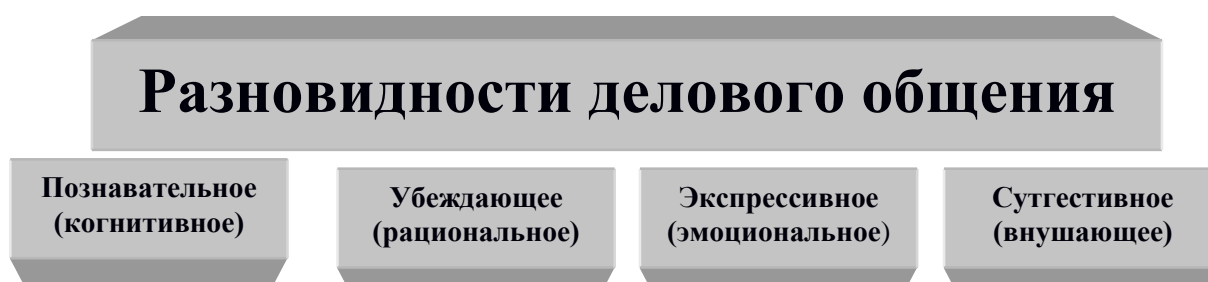 Разновидности делового общения
Познавательное
(когнитивное)
Убеждающее
(рациональное)
Экспрессивное
(эмоциональное)
Сутгестивное
(внушающее)